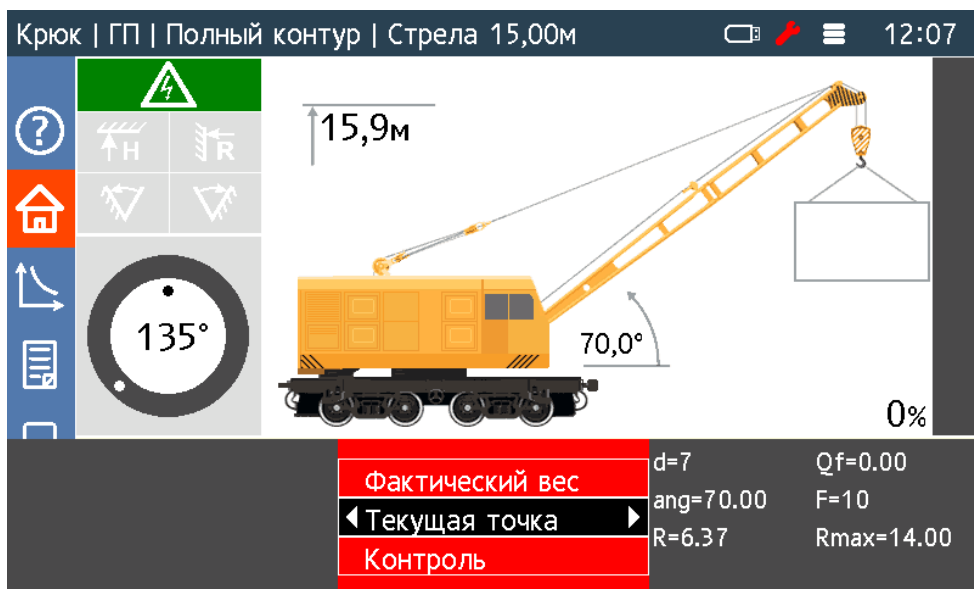 Крюк | ГП | Полный контур | Стрела 15,00м
12:07
?
H
R
15,9м
135°
70,0°
0%
Фактический вес
Текущая точка
Контроль
d=7 Qf=0.00
ang=70.00 F=10
R=6.37 Rmax=14.00